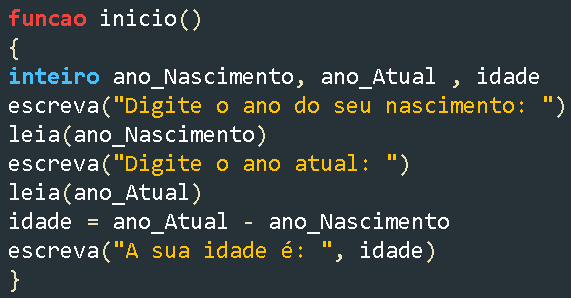 funcao inicio()
{
inteiro ano_Nascimento, ano_Atual , idade
escreva("Digite o ano do seu nascimento: ")
leia(ano_Nascimento)
escreva("Digite o ano atual: ")
leia(ano_Atual)
idade = ano_Atual - ano_Nascimento
escreva("A sua idade é: ", idade)
}